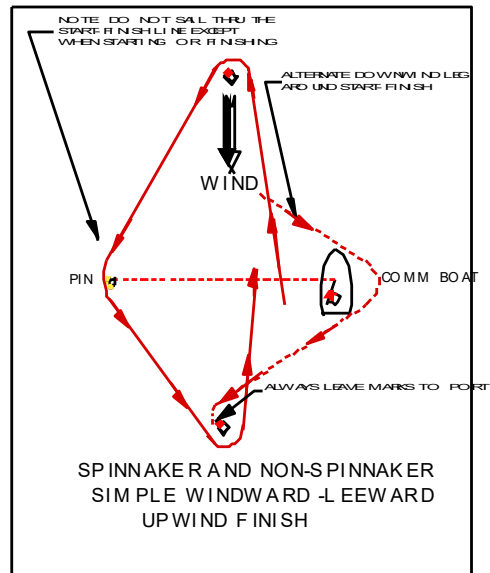 NOTE DO NOT SAIL THRU THE
START-FINISH LINE EXCEPT
WHEN STARTING OR FINISHING
ALTERNATE DOWNWIND LEG
AROUND START-FINISH
WIND
PIN
COMM BOAT
ALWAYS LEAVE MARKS TO PORT
SPINNAKER AND NON-SPINNAKER
SIMPLE WINDWARD -LEEWARD
UPWIND FINISH